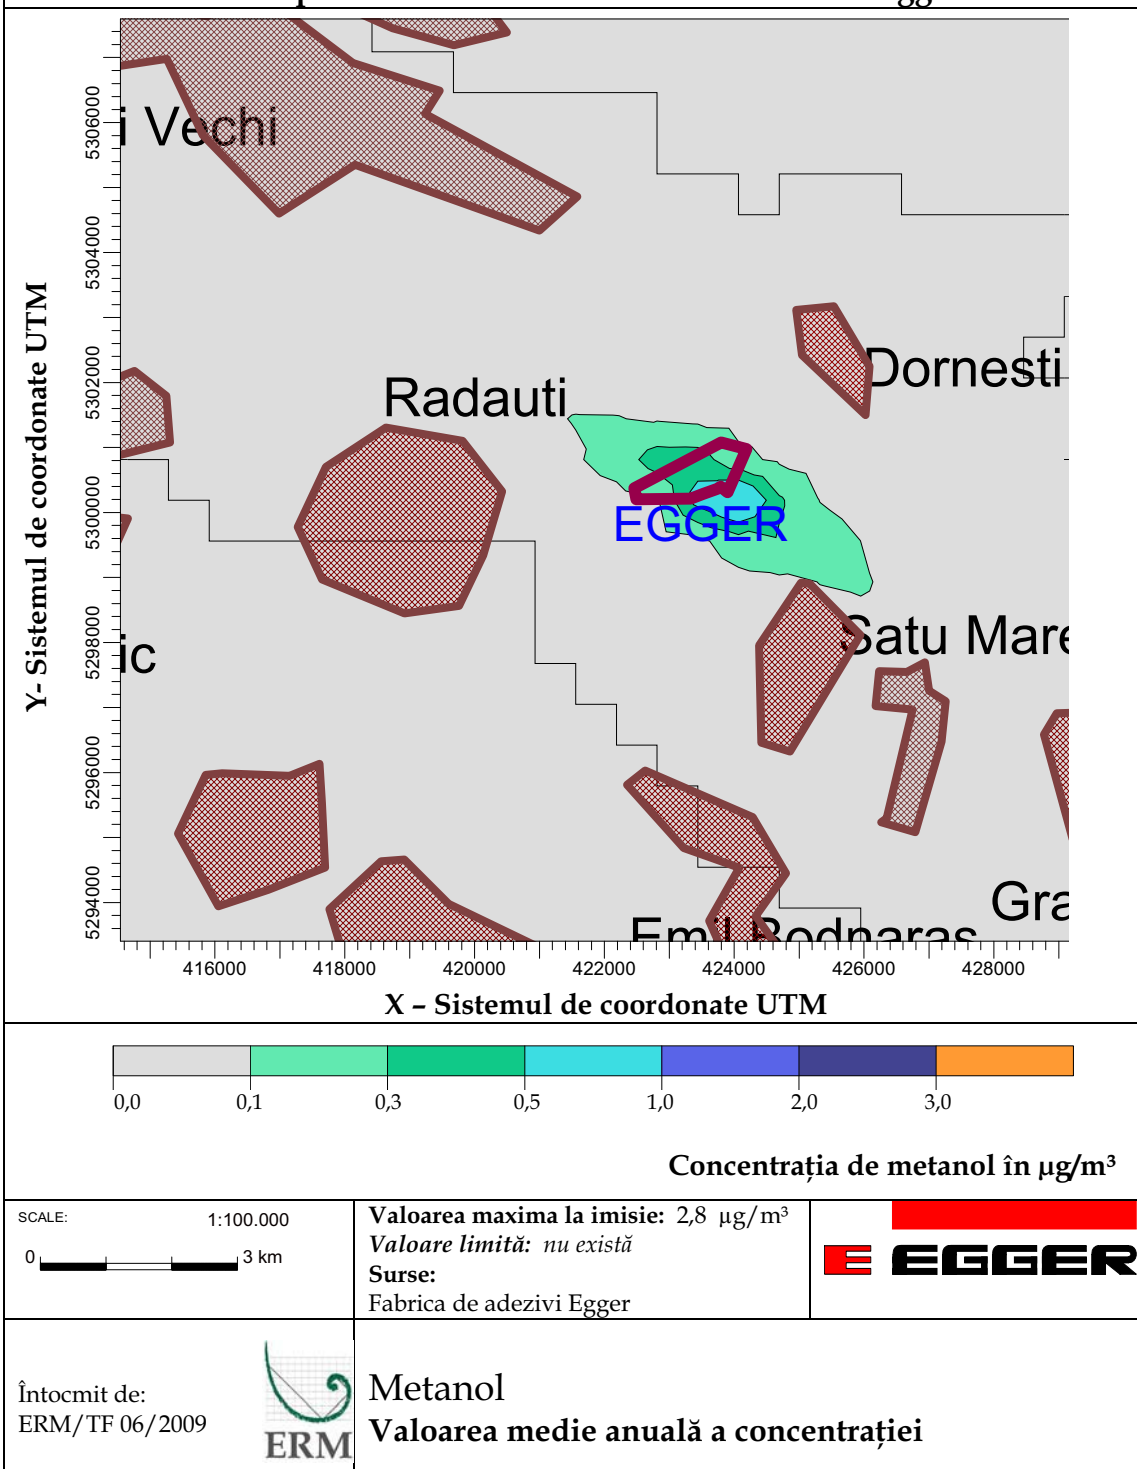 i Vechi
Dornesti
Radauti
EGGER
Satu Mare
ic
Gra
Emil Bodnaras
5306000
5304000
5302000
5300000
5298000
5296000
5294000
Y- Sistemul de coordonate UTM
416000 418000 420000 422000 424000 426000 428000
X – Sistemul de coordonate UTM
0,0 0,1 0,3 0,5 1,0 2,0 3,0
Concentrația de metanol în µg/m³
SCALE: 1:100.000
0 3 km
Valoarea maxima la imisie: 2,8 µg/m³
Valoare limită: nu există
Surse:
Fabrica de adezivi Egger
E EGGER
Întocmit de:
ERM/TF 06/2009
ERM
Metanol
Valoarea medie anuală a concentrației